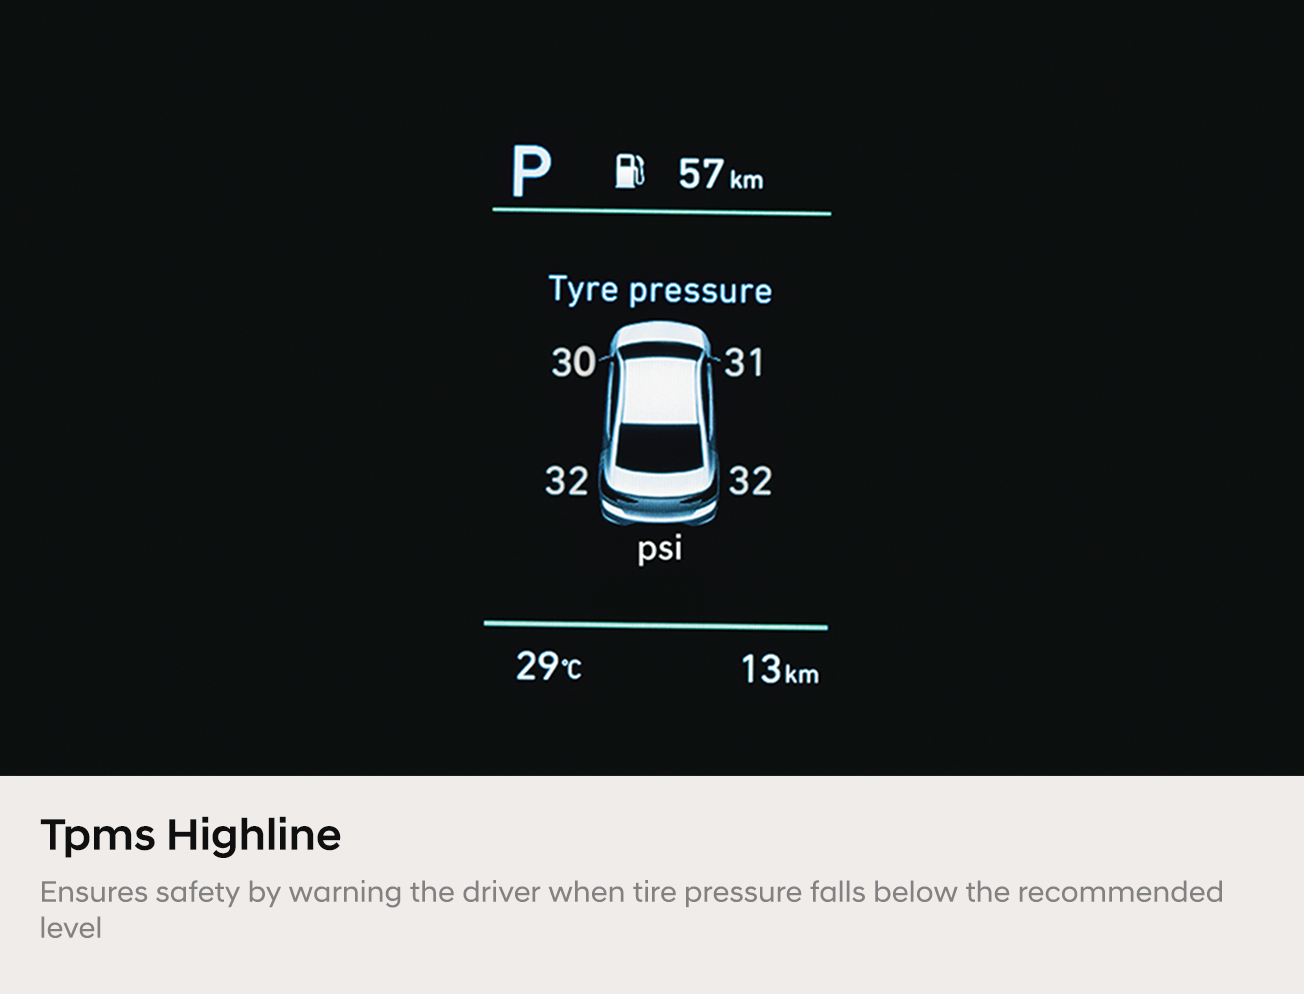 P 57 km
Tyre pressure
30 31
32 32
psi
29°C 13km
Tpms Highline
Ensures safety by warning the driver when tire pressure falls below the recommended
level